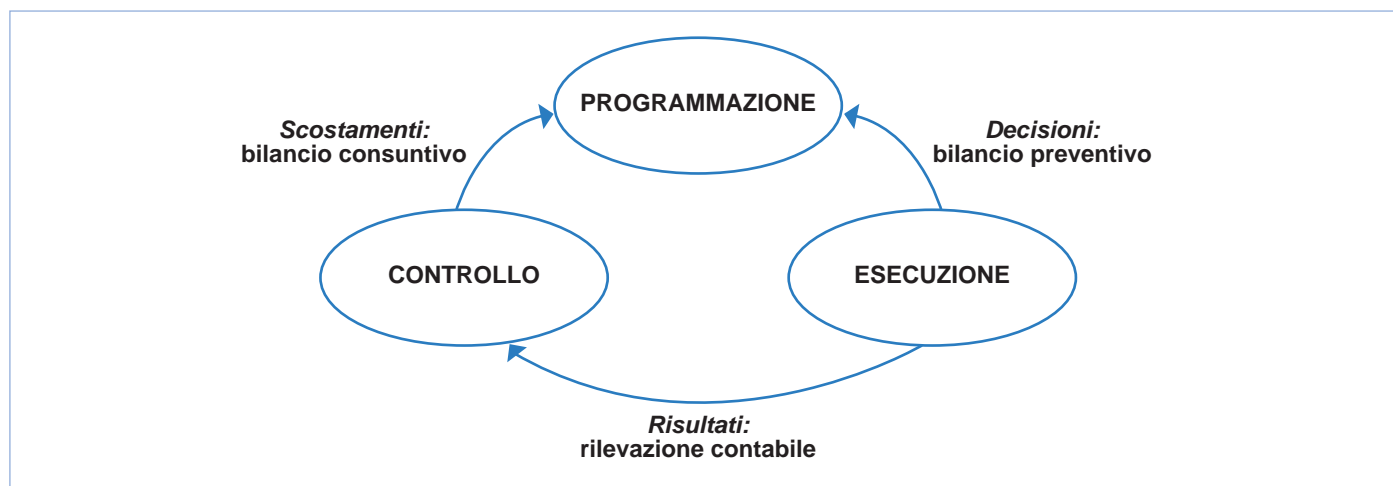 PROGRAMMAZIONE
Scostamenti:
bilancio consuntivo
Decisioni:
bilancio preventivo
CONTROLLO
ESECUZIONE
Risultati:
rilevazione contabile